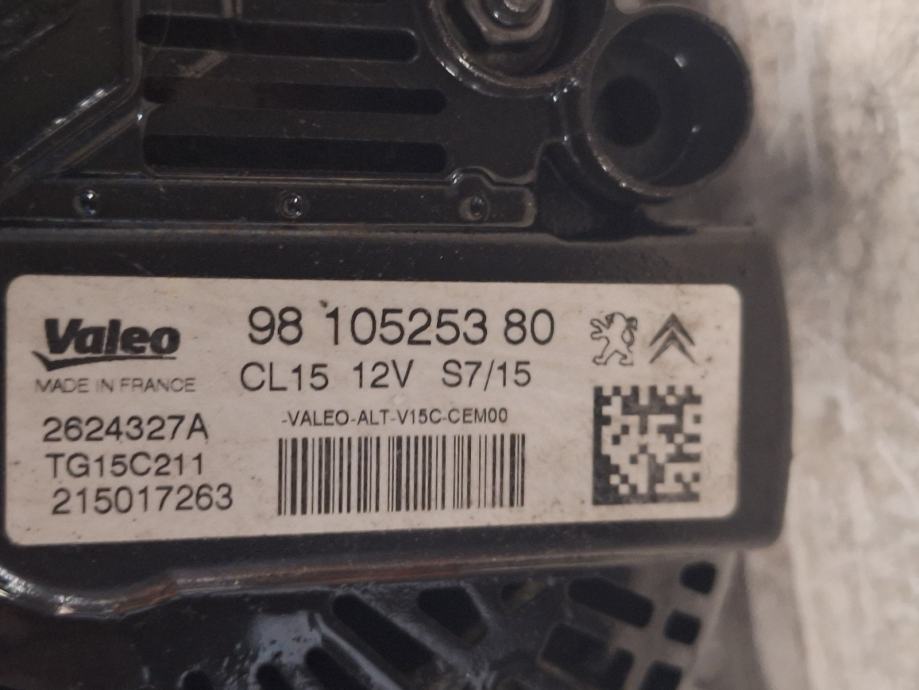 Valeo
MADE IN FRANCE
98 105253 80
CL15 12V S7/15
2624327A
TG15C211
215017263
-VALEO-ALT-V15C-CEM00